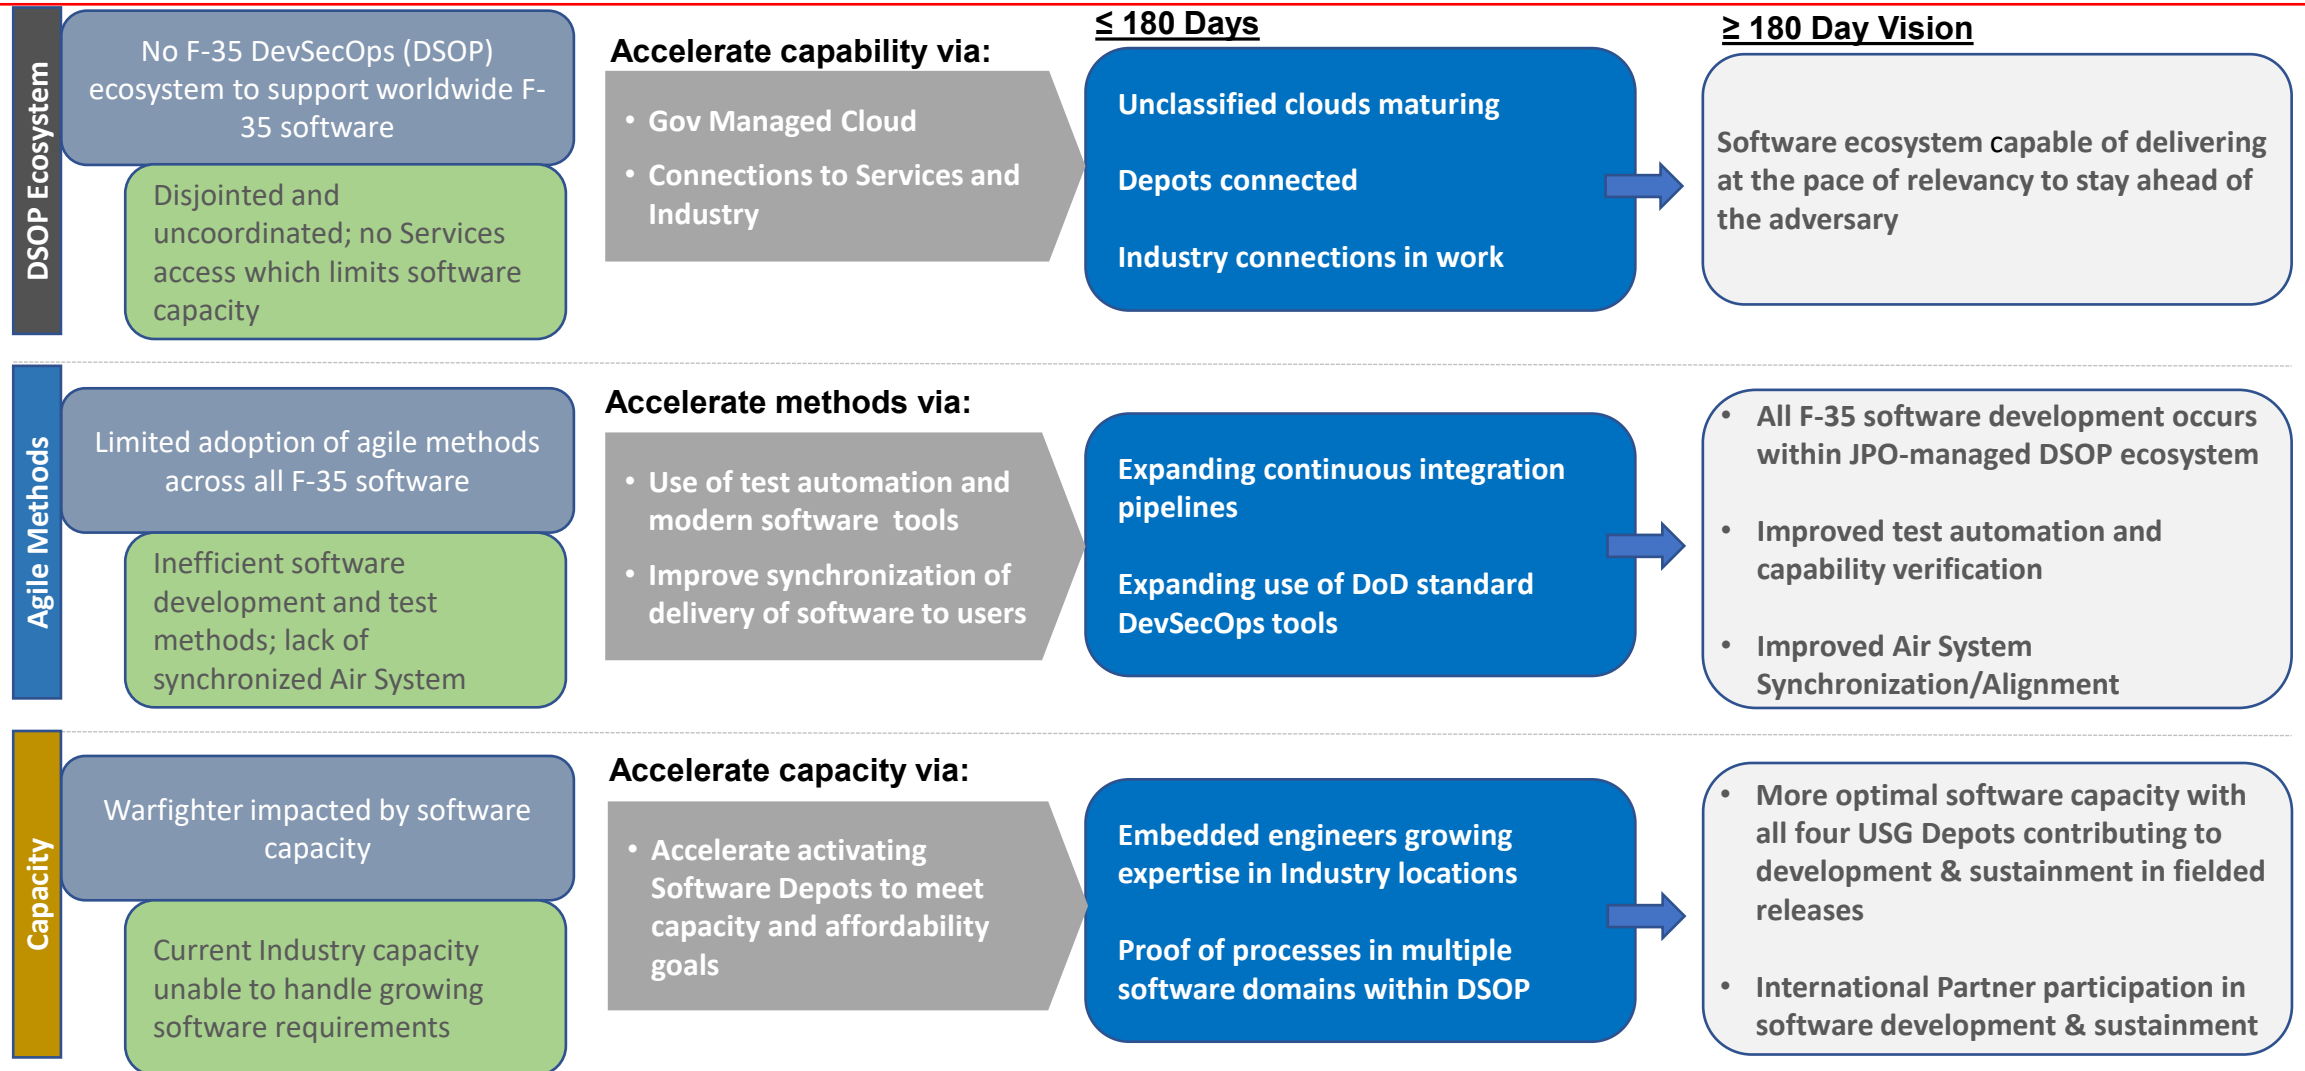 DSOP Ecosystem
No F-35 DevSecOps (DSOP)
ecosystem to support worldwide F-
35 software
Disjointed and
uncoordinated; no Services
access which limits software
capacity
Accelerate capability via:
• Gov Managed Cloud
• Connections to Services and
Industry
≤ 180 Days
Unclassified clouds maturing
Depots connected
Industry connections in work
≥ 180 Day Vision
Software ecosystem capable of delivering
at the pace of relevancy to stay ahead of
the adversary
Agile Methods
Limited adoption of agile methods
across all F-35 software
Inefficient software
development and test
methods; lack of
synchronized Air System
Accelerate methods via:
• Use of test automation and
modern software  tools
• Improve synchronization of
delivery of software to users
Expanding continuous integration
pipelines
Expanding use of DoD standard
DevSecOps tools
• All F-35 software development occurs
within JPO-managed DSOP ecosystem
• Improved test automation and
capability verification
• Improved Air System
Synchronization/Alignment
Capacity
Warfighter impacted by software
capacity
Current Industry capacity
unable to handle growing
software requirements
Accelerate capacity via:
• Accelerate activating
Software Depots to meet
capacity and affordability
goals
Embedded engineers growing
expertise in Industry locations
Proof of processes in multiple
software domains within DSOP
• More optimal software capacity with
all four USG Depots contributing to
development & sustainment in fielded
releases
• International Partner participation in
software development & sustainment